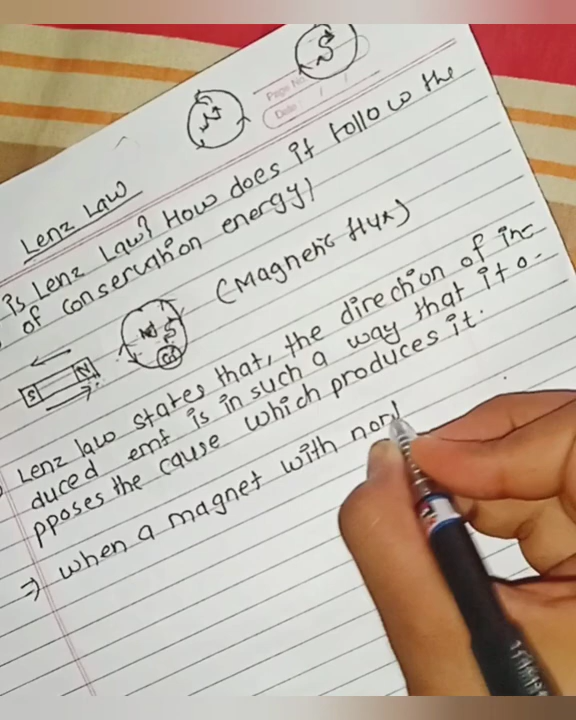 S
N
Page No.
Date: / /
Lenz Law
is Lenz Law? How does it follow the
of conservation energy?
(Magnetic flux)
N S
S N
Lenz law states that, the direction of inc
duced emf is in such a way that it o-
pposes the cause which produces it.
⇒ when a magnet with nor